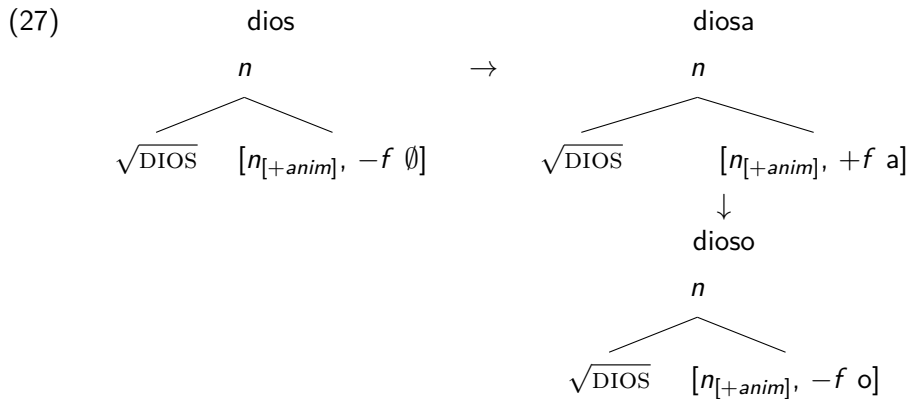 (27) dios diosa
n → n
√DIOS [n[+anim], −f ∅] √DIOS [n[+anim], +f a]
↓
dioso
n
√DIOS [n[+anim], −f o]